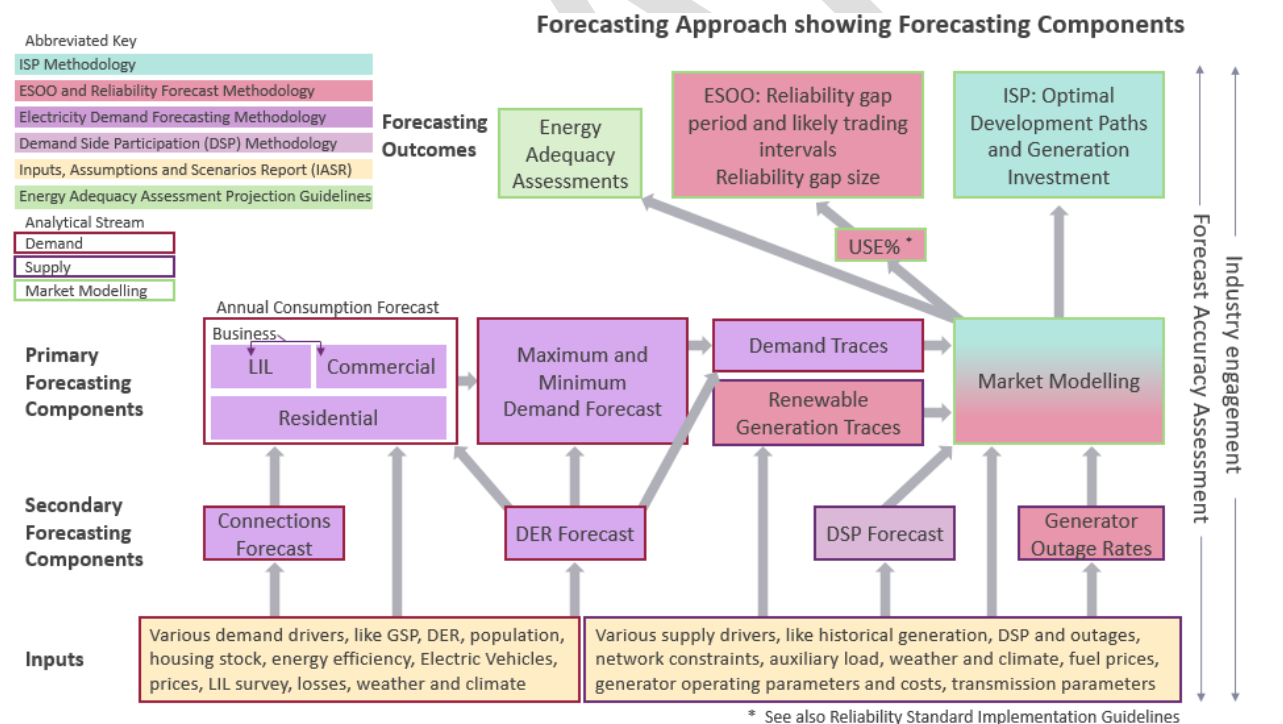 Forecasting Approach showing Forecasting Components
Abbreviated Key
ISP Methodology
ESOO and Reliability Forecast Methodology
Electricity Demand Forecasting Methodology
Demand Side Participation (DSP) Methodology
Inputs, Assumptions and Scenarios Report (IASR)
Energy Adequacy Assessment Projection Guidelines
Analytical Stream
Demand
Supply
Market Modelling
Forecasting
Outcomes
Energy
Adequacy
Assessments
ESOO: Reliability gap
period and likely trading
intervals
Reliability gap size
ISP: Optimal
Development Paths
and Generation
Investment
USE% *
Primary
Forecasting
Components
Annual Consumption Forecast
Business
LIL
Commercial
Residential
Maximum and
Minimum
Demand Forecast
Demand Traces
Renewable
Generation Traces
Market Modelling
Secondary
Forecasting
Components
Connections
Forecast
DER Forecast
DSP Forecast
Generator
Outage Rates
Inputs
Various demand drivers, like GSP, DER, population,
housing stock, energy efficiency, Electric Vehicles,
prices, LIL survey, losses, weather and climate
Various supply drivers, like historical generation, DSP and outages,
network constraints, auxiliary load, weather and climate, fuel prices,
generator operating parameters and costs, transmission parameters
Forecast Accuracy Assessment
Industry engagement
* See also Reliability Standard Implementation Guidelines